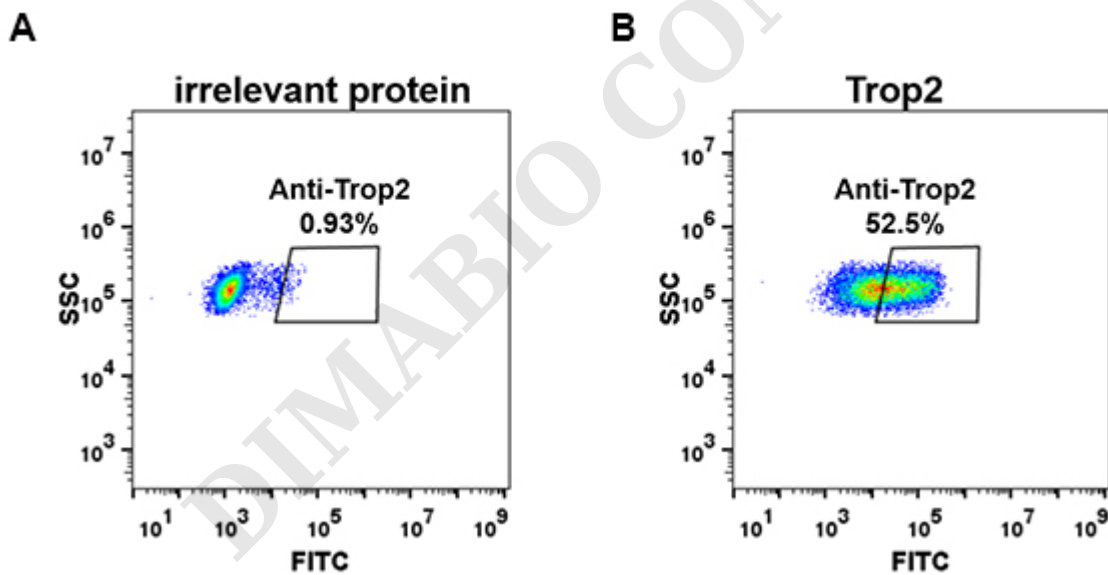 A
irrelevant protein
Anti-Trop2
0.93%
SSC
10^7
10^6
10^5
10^4
10^3
10^1 10^3 10^5 10^7 10^9
FITC
B
Trop2
Anti-Trop2
52.5%
SSC
10^7
10^6
10^5
10^4
10^3
10^1 10^3 10^5 10^7 10^9
FITC
DIMABIO CO